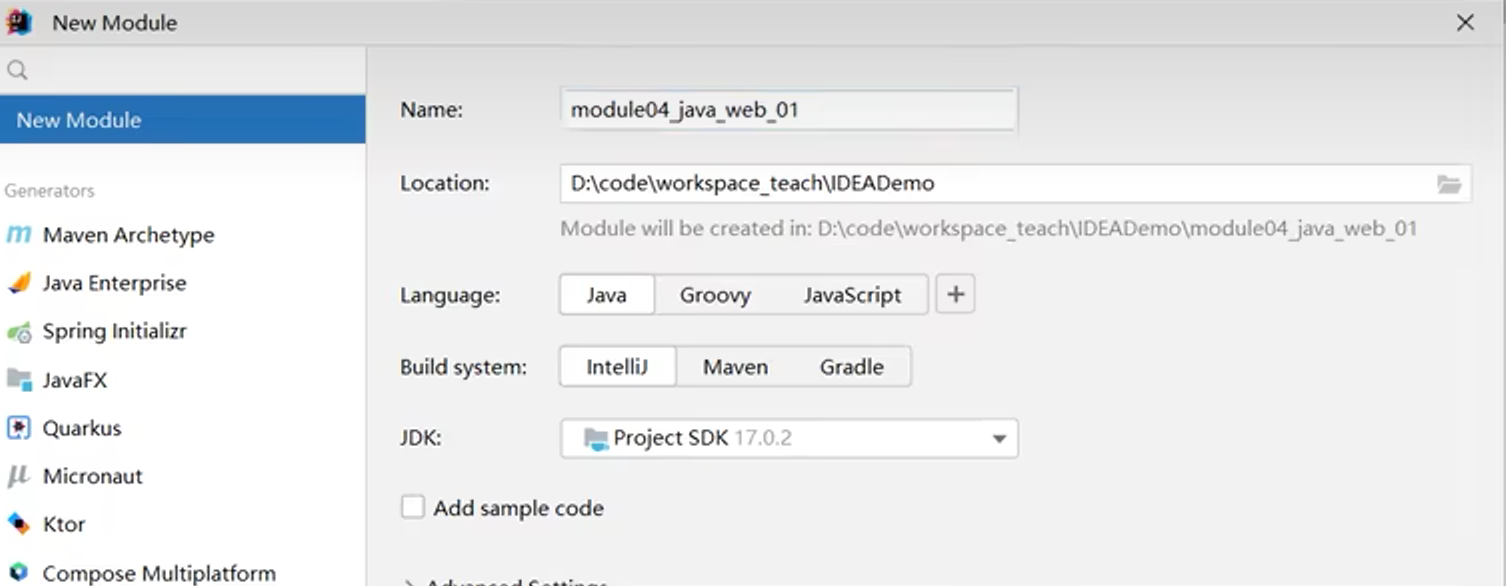 New Module
New Module
Generators
Maven Archetype
Java Enterprise
Spring Initializr
JavaFX
Quarkus
Micronaut
Ktor
Compose Multiplatform
Name: module04_java_web_01
Location: D:\code\workspace_teach\IDEADemo
Module will be created in: D:\code\workspace_teach\IDEADemo\module04_java_web_01
Language: Java Groovy JavaScript +
Build system: IntelliJ Maven Gradle
JDK: Project SDK 17.0.2
Add sample code
Advanced Settings